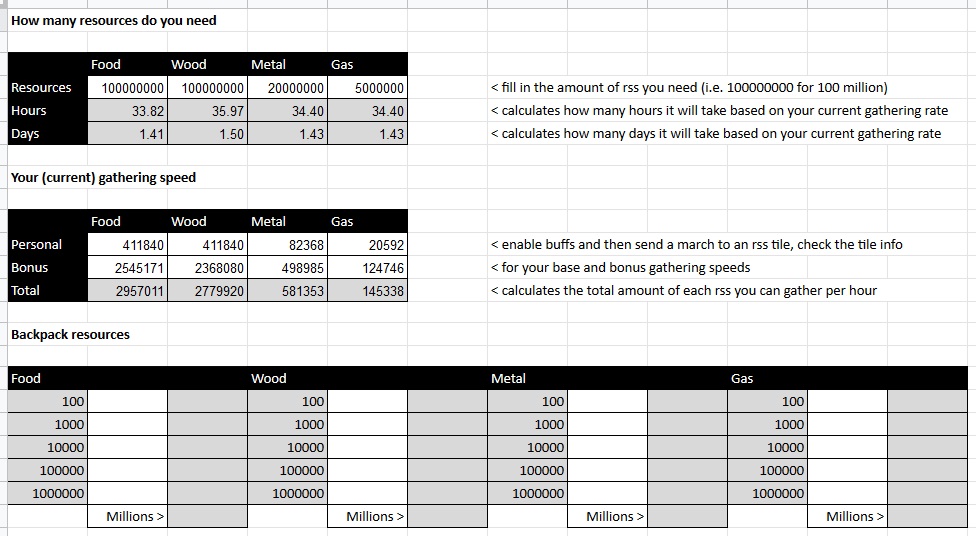 How many resources do you need
Food Wood Metal Gas
Resources 100000000 100000000 20000000 5000000 < fill in the amount of rss you need (i.e. 100000000 for 100 million)
Hours 33.82 35.97 34.40 34.40 < calculates how many hours it will take based on your current gathering rate
Days 1.41 1.50 1.43 1.43 < calculates how many days it will take based on your current gathering rate
Your (current) gathering speed
Food Wood Metal Gas
Personal 411840 411840 82368 20592 < enable buffs and then send a march to an rss tile, check the tile info
Bonus 2545171 2368080 498985 124746 < for your base and bonus gathering speeds
Total 2957011 2779920 581353 145338 < calculates the total amount of each rss you can gather per hour
Backpack resources
Food Wood Metal Gas
100 100 100 100
1000 1000 1000 1000
10000 10000 10000 10000
100000 100000 100000 100000
1000000 1000000 1000000 1000000
Millions > Millions > Millions > Millions >